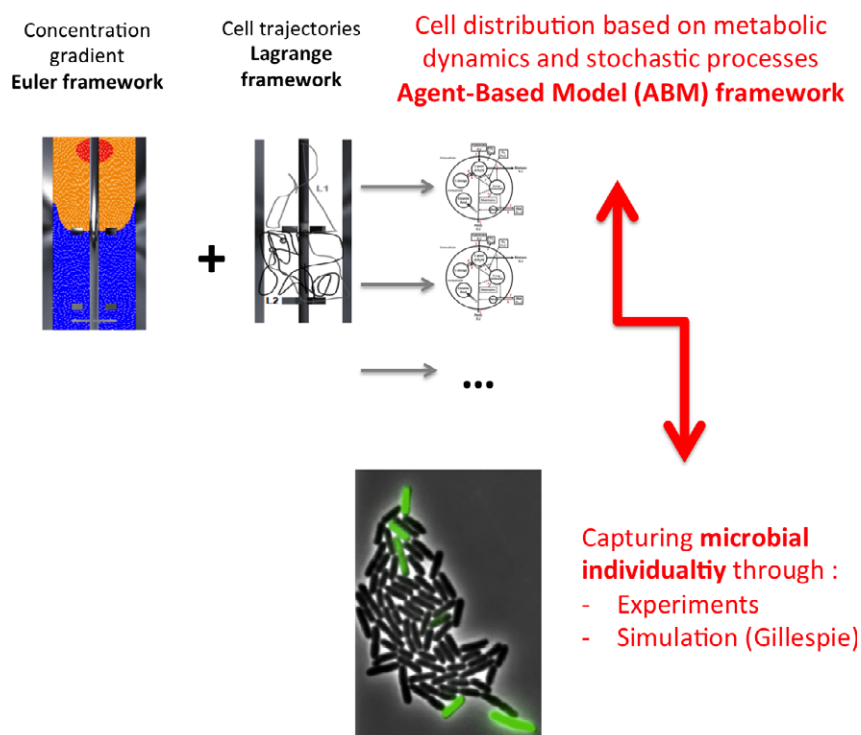 Concentration
gradient
Euler framework
Cell trajectories
Lagrange
framework
Cell distribution based on metabolic
dynamics and stochastic processes
Agent-Based Model (ABM) framework
L1
+
L2
...
Capturing microbial
individualtiy through :
- Experiments
- Simulation (Gillespie)